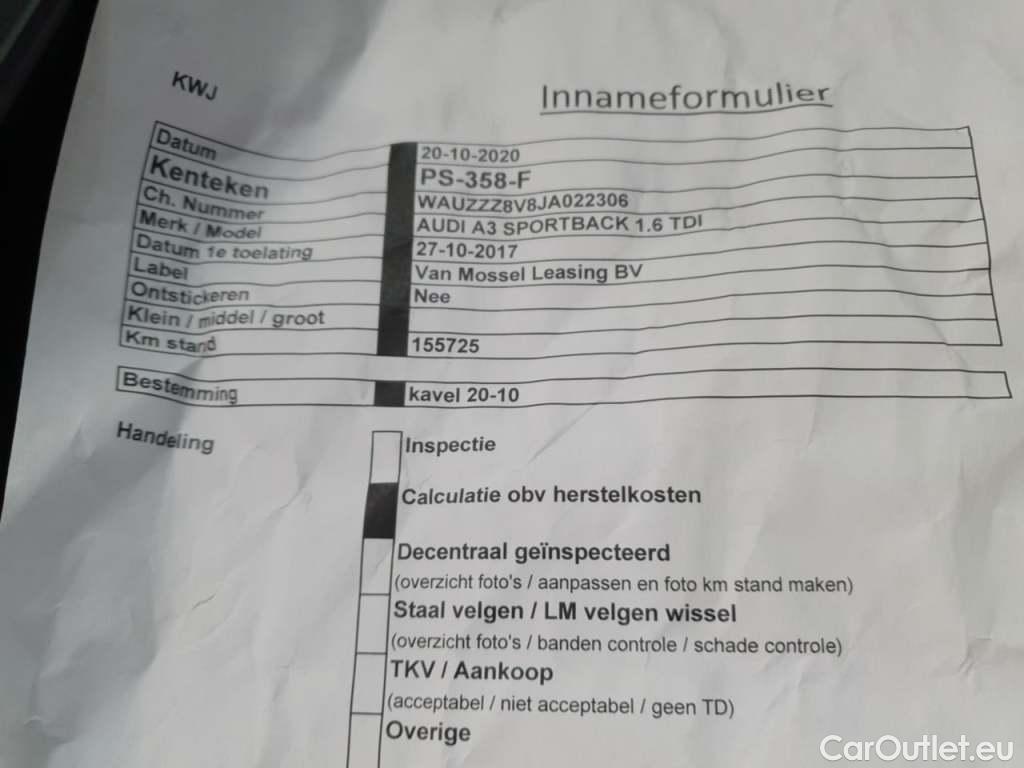 KWJ
Innameformulier
Datum 20-10-2020
Kenteken PS-358-F
Ch. Nummer WAUZZZ8V8JA022306
Merk / Model AUDI A3 SPORTBACK 1.6 TDI
Datum 1e toelating 27-10-2017
Label Van Mossel Leasing BV
Ontstickeren Nee
Klein / middel / groot
Km stand 155725
Bestemming kavel 20-10
Handeling Inspectie
Calculatie obv herstelkosten
Decentraal geïnspecteerd
(overzicht foto's / aanpassen en foto km stand maken)
Staal velgen / LM velgen wissel
(overzicht foto's / banden controle / schade controle)
TKV / Aankoop
(acceptabel / niet acceptabel / geen TD)
Overige
CarOutlet.eu